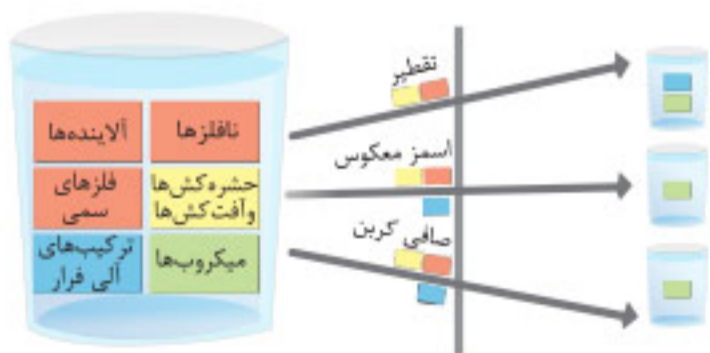 نافلزها
آلاینده‌ها
حشره‌کش‌ها
وآفت‌کش‌ها
فلزهای
سمی
میکروب‌ها
ترکیب‌های
آلی فرار
تقطیر
اسمز معکوس
صافی کربن